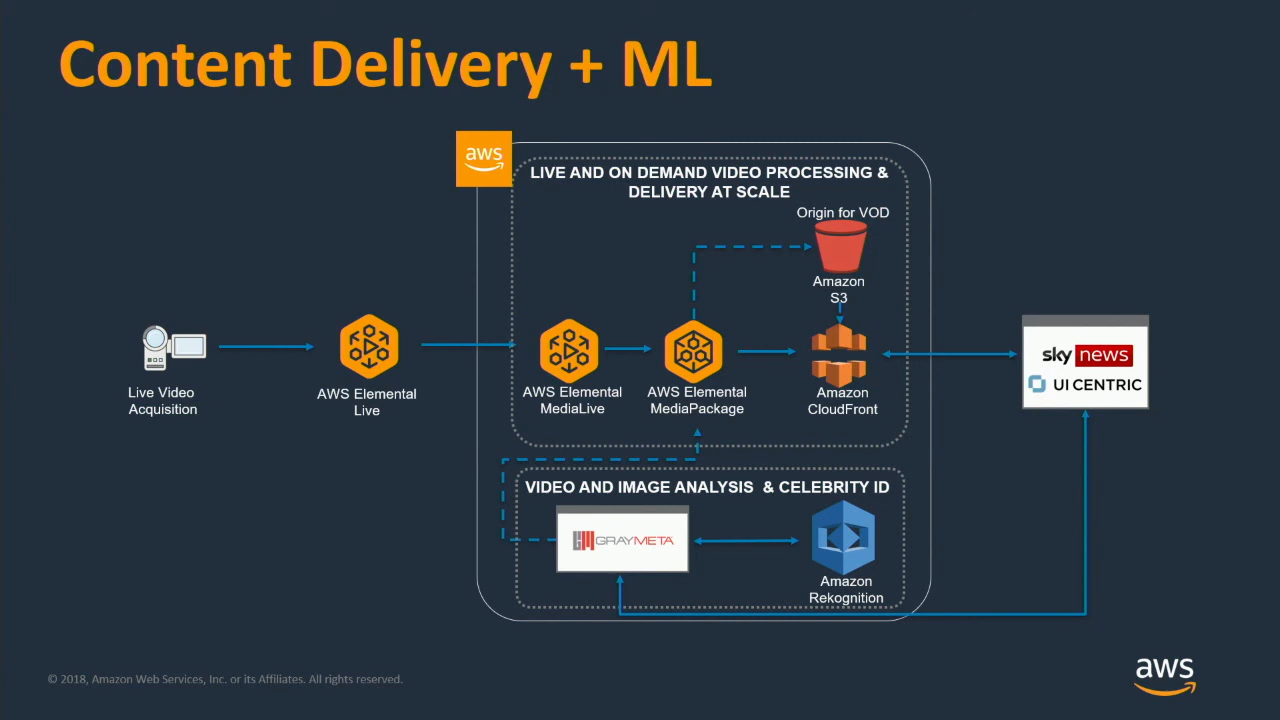 Content Delivery + ML
aws
LIVE AND ON DEMAND VIDEO PROCESSING &
DELIVERY AT SCALE
Origin for VOD
Amazon
S3
Live Video
Acquisition
AWS Elemental
Live
AWS Elemental
MediaLive
AWS Elemental
MediaPackage
Amazon
CloudFront
sky news
UI CENTRIC
VIDEO AND IMAGE ANALYSIS & CELEBRITY ID
GM GRAYMETA
Amazon
Rekognition
© 2018, Amazon Web Services, Inc. or its Affiliates. All rights reserved.
aws